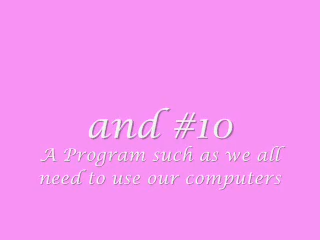 and #10
A Program such as we all
need to use our computers